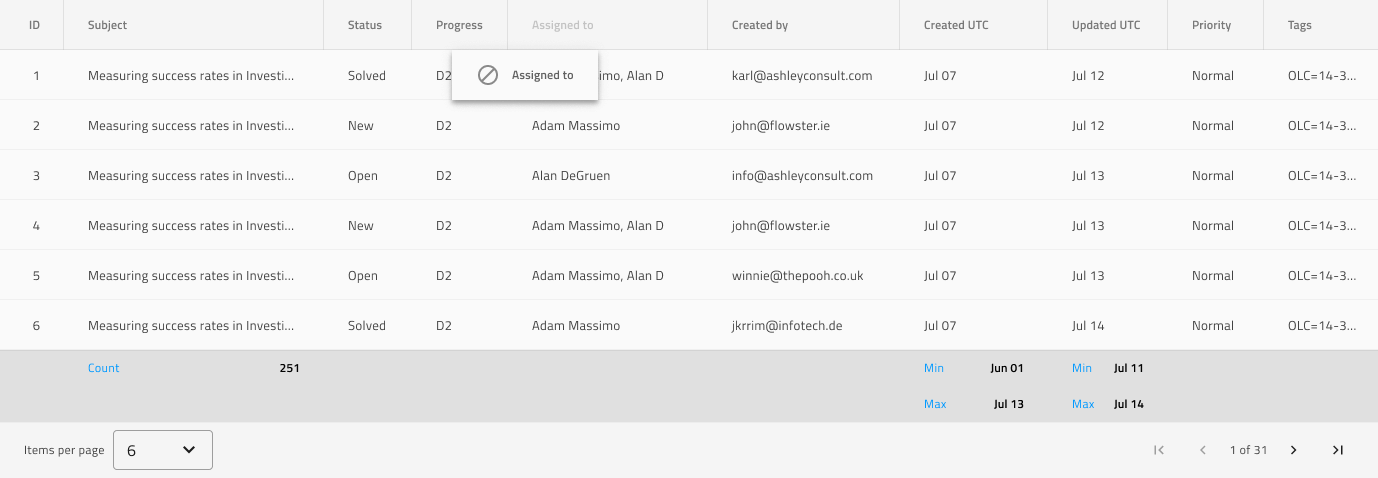 ID Subject Status Progress Assigned to Created by Created UTC Updated UTC Priority Tags
1 Measuring success rates in Investi... Solved D2 Assigned to imo, Alan D karl@ashleyconsult.com Jul 07 Jul 12 Normal OLC=14-3...
2 Measuring success rates in Investi... New D2 Adam Massimo john@flowster.ie Jul 07 Jul 12 Normal OLC=14-3...
3 Measuring success rates in Investi... Open D2 Alan DeGruen info@ashleyconsult.com Jul 07 Jul 13 Normal OLC=14-3...
4 Measuring success rates in Investi... New D2 Adam Massimo, Alan D john@flowster.ie Jul 07 Jul 13 Normal OLC=14-3...
5 Measuring success rates in Investi... Open D2 Adam Massimo, Alan D winnie@thepooh.co.uk Jul 07 Jul 13 Normal OLC=14-3...
6 Measuring success rates in Investi... Solved D2 Adam Massimo jkrrim@infotech.de Jul 07 Jul 14 Normal OLC=14-3...
Count 251 Min Jun 01 Min Jul 11
Max Jul 13 Max Jul 14
Items per page 6 1 of 31